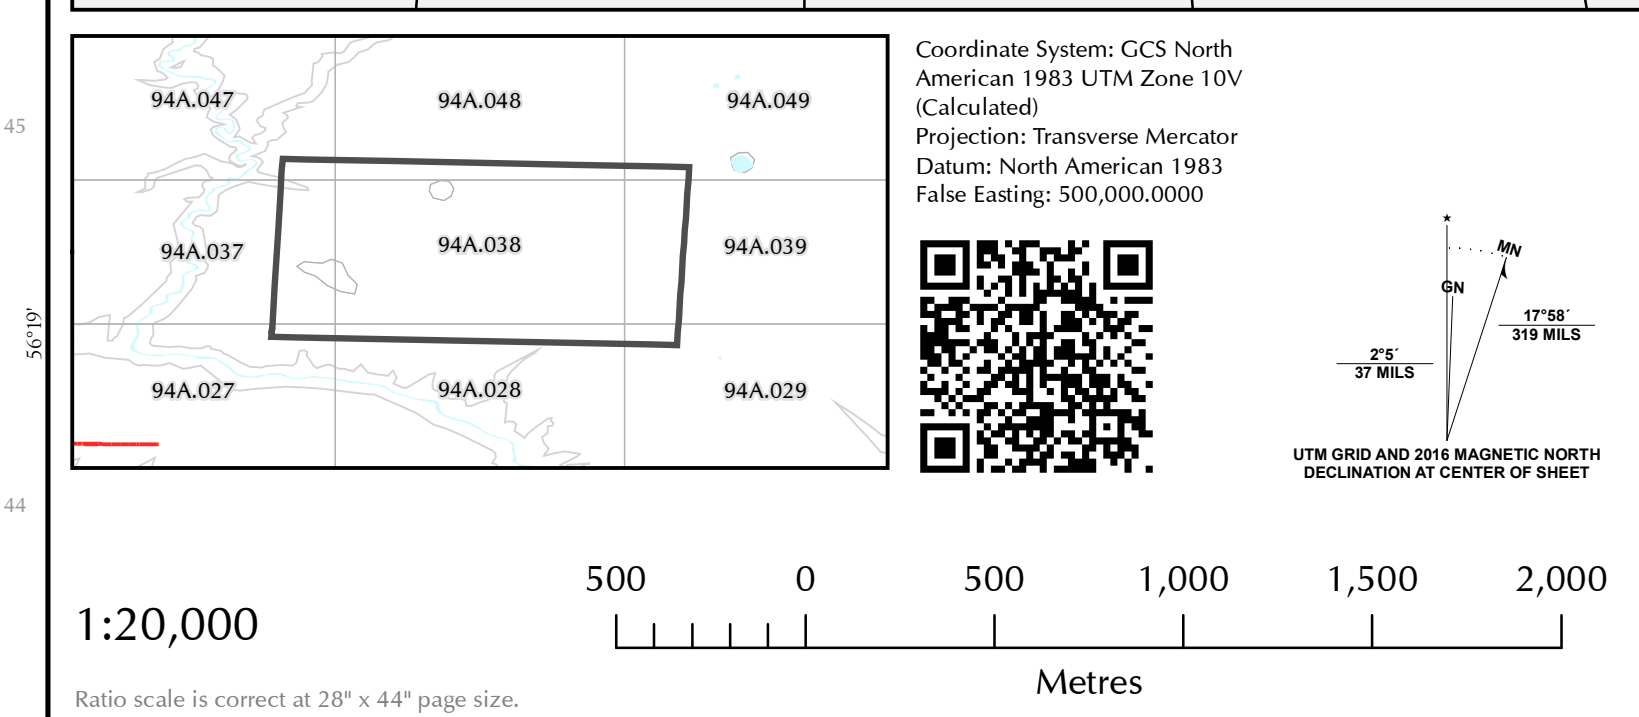 45
44
56°19'
94A.047
94A.048
94A.049
94A.037
94A.038
94A.039
94A.027
94A.028
94A.029
Coordinate System: GCS North
American 1983 UTM Zone 10V
(Calculated)
Projection: Transverse Mercator
Datum: North American 1983
False Easting: 500,000.0000
MN
GN
17°58´
319 MILS
2°5´
37 MILS
UTM GRID AND 2016 MAGNETIC NORTH
DECLINATION AT CENTER OF SHEET
500 0 500 1,000 1,500 2,000
1:20,000
Metres
Ratio scale is correct at 28" x 44" page size.